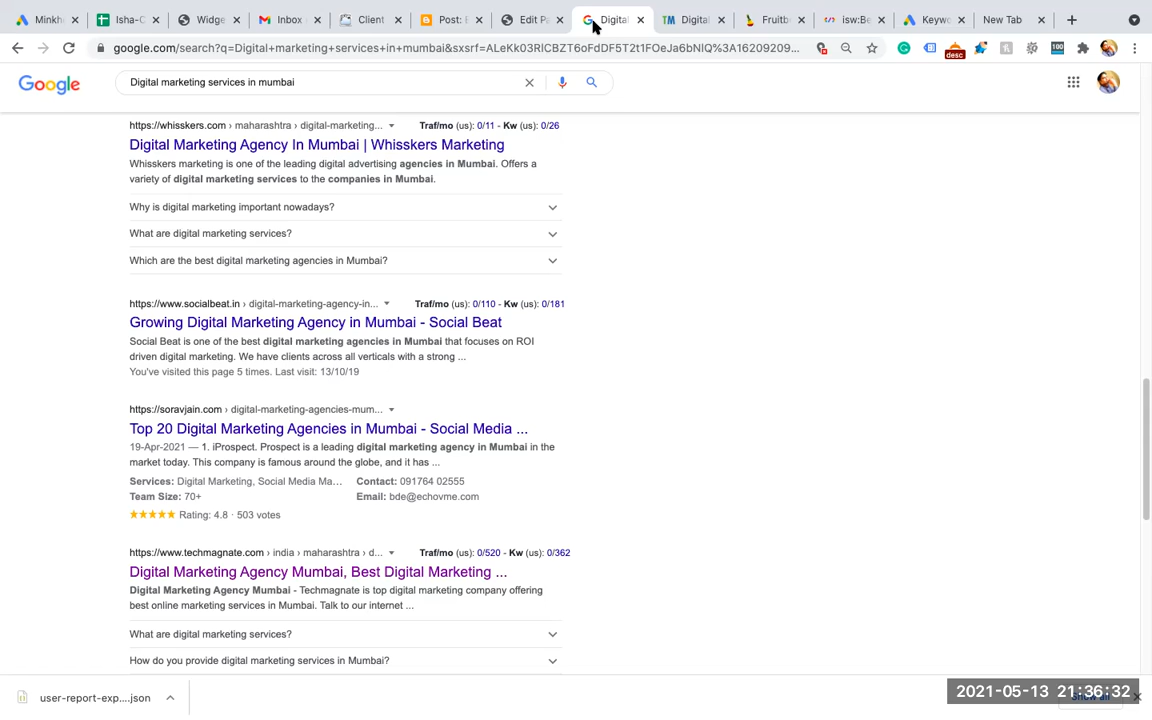 Minkh
Isha-C
Widge
Inbox
Client
Post: E
Edit Pa
Digital
Digital
Fruitb
isw:Be
Keywo
New Tab
google.com/search?q=Digital+marketing+services+in+mumbai&sxsrf=ALeKk03RICBZT6oFdDF5T2t1FOeJa6bNlQ%3A16209209...
100
desc
Google
Digital marketing services in mumbai
https://whisskers.com › maharashtra › digital-marketing...
Traf/mo (us): 0/11 - Kw (us): 0/26
Digital Marketing Agency In Mumbai | Whisskers Marketing
Whisskers marketing is one of the leading digital advertising agencies in Mumbai. Offers a
variety of digital marketing services to the companies in Mumbai.
Why is digital marketing important nowadays?
What are digital marketing services?
Which are the best digital marketing agencies in Mumbai?
https://www.socialbeat.in › digital-marketing-agency-in...
Traf/mo (us): 0/110 - Kw (us): 0/181
Growing Digital Marketing Agency in Mumbai - Social Beat
Social Beat is one of the best digital marketing agencies in Mumbai that focuses on ROI
driven digital marketing. We have clients across all verticals with a strong ...
You've visited this page 5 times. Last visit: 13/10/19
https://soravjain.com › digital-marketing-agencies-mum...
Top 20 Digital Marketing Agencies in Mumbai - Social Media ...
19-Apr-2021 — 1. iProspect. Prospect is a leading digital marketing agency in Mumbai in the
market today. This company is famous around the globe, and it has ...
Services: Digital Marketing, Social Media Ma...
Contact: 091764 02555
Team Size: 70+
Email: bde@echovme.com
Rating: 4.8 · 503 votes
https://www.techmagnate.com › india › maharashtra › d...
Traf/mo (us): 0/520 - Kw (us): 0/362
Digital Marketing Agency Mumbai, Best Digital Marketing ...
Digital Marketing Agency Mumbai - Techmagnate is top digital marketing company offering
best online marketing services in Mumbai. Talk to our internet ...
What are digital marketing services?
How do you provide digital marketing services in Mumbai?
user-report-exp....json
2021-05-13 21:36:32
Show all